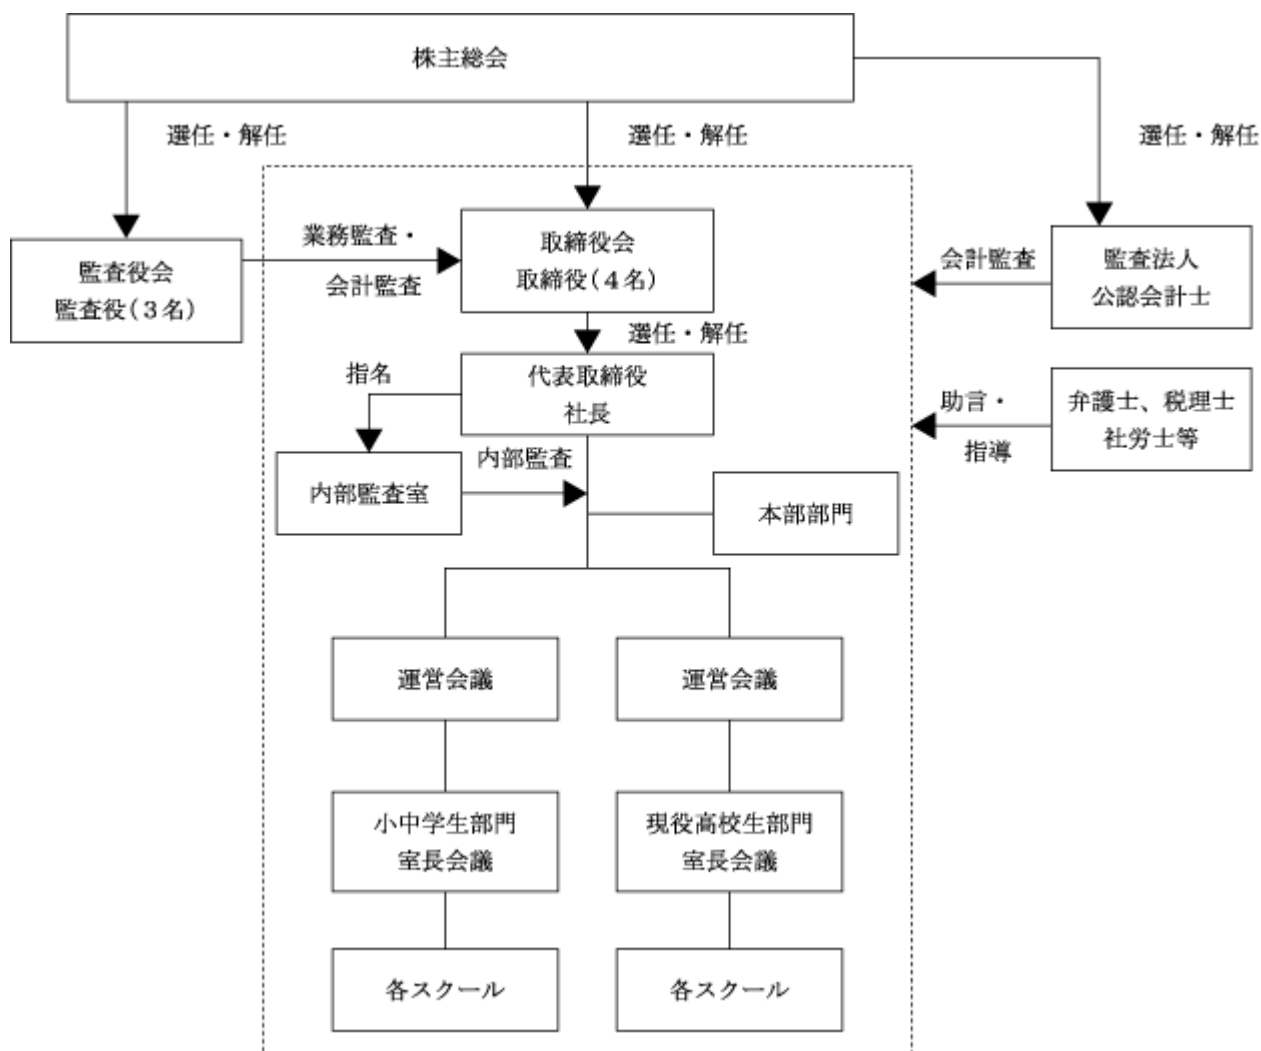 株主総会
選任・解任
選任・解任
選任・解任
業務監査・
会計監査
取締役会
取締役(4名)
会計監査
監査法人
公認会計士
監査役会
監査役(3名)
選任・解任
指名
代表取締役
社長
助言・
指導
弁護士、税理士
社労士等
内部監査
内部監査室
本部部門
運営会議
運営会議
小中学生部門
室長会議
現役高校生部門
室長会議
各スクール
各スクール